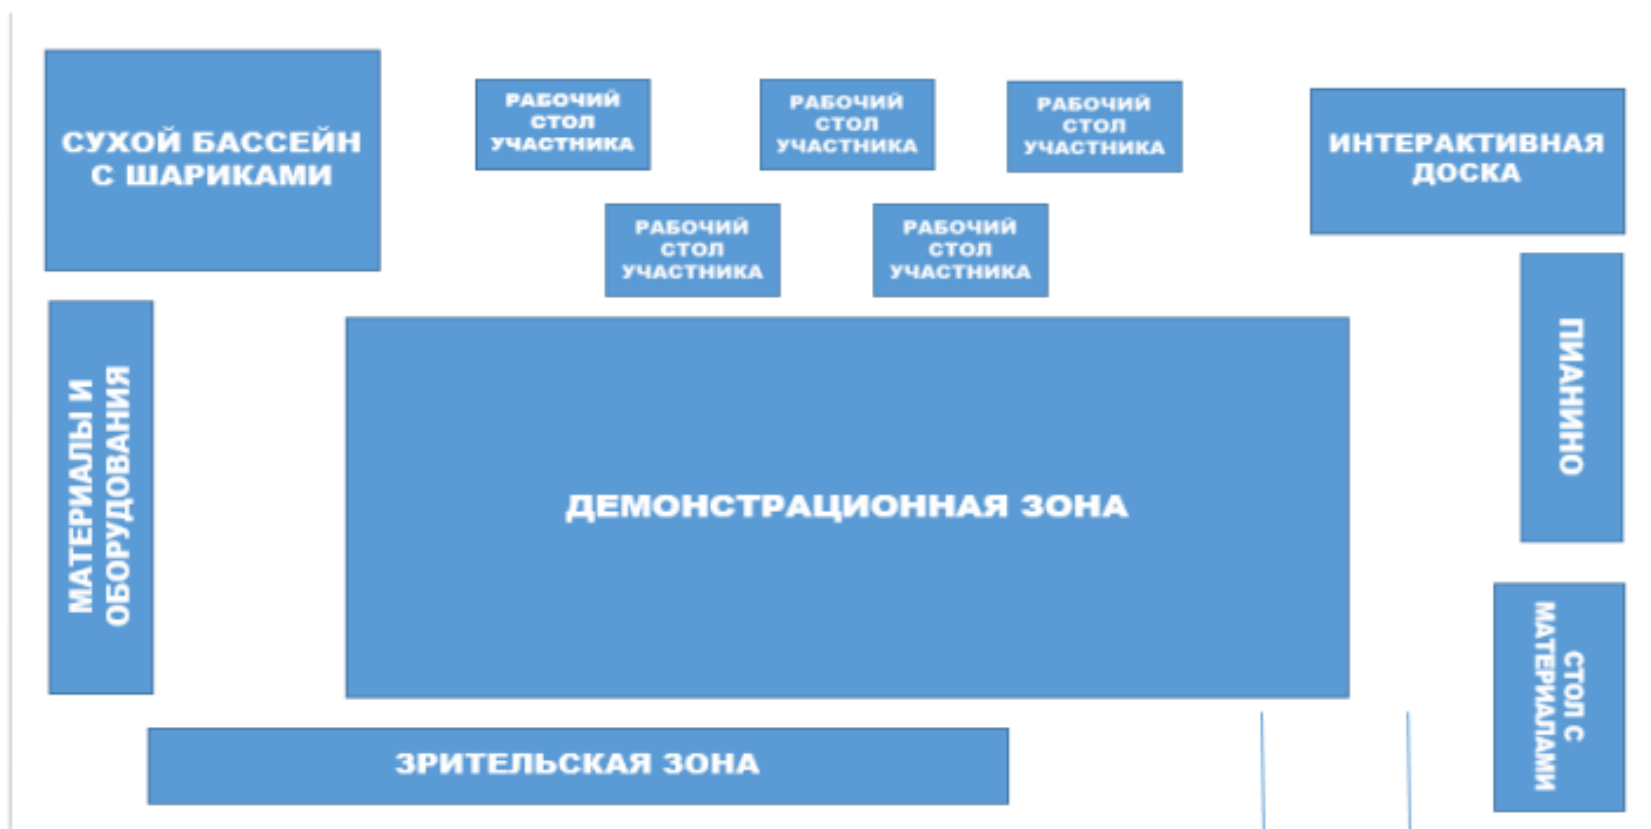 СУХОЙ БАССЕЙН
С ШАРИКАМИ
РАБОЧИЙ
СТОЛ
УЧАСТНИКА
РАБОЧИЙ
СТОЛ
УЧАСТНИКА
РАБОЧИЙ
СТОЛ
УЧАСТНИКА
ИНТЕРАКТИВНАЯ
ДОСКА
РАБОЧИЙ
СТОЛ
УЧАСТНИКА
РАБОЧИЙ
СТОЛ
УЧАСТНИКА
МАТЕРИАЛЫ И
ОБОРУДОВАНИЯ
ДЕМОНСТРАЦИОННАЯ ЗОНА
ПИАНИНО
СТОЛ С
МАТЕРИАЛАМИ
ЗРИТЕЛЬСКАЯ ЗОНА